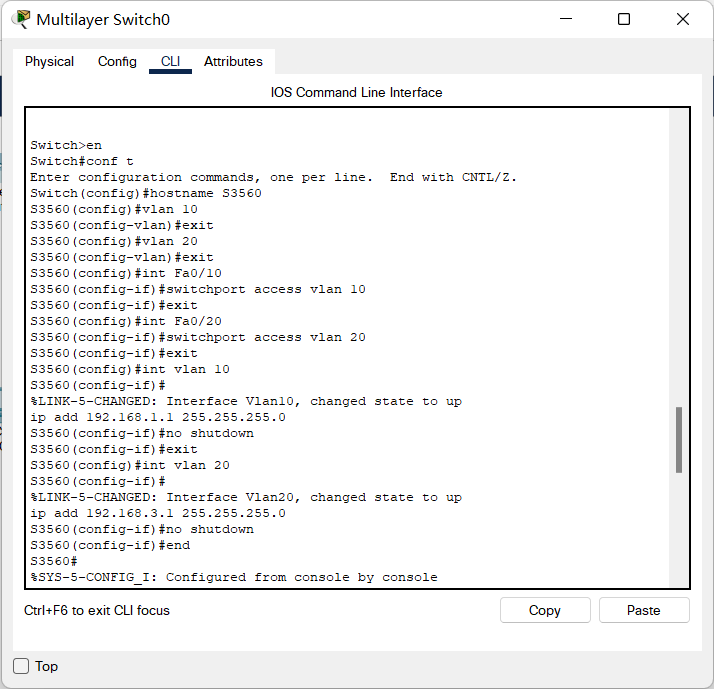 Multilayer Switch0
Physical Config CLI Attributes
IOS Command Line Interface
Switch>en
Switch#conf t
Enter configuration commands, one per line.  End with CNTL/Z.
Switch(config)#hostname S3560
S3560(config)#vlan 10
S3560(config-vlan)#exit
S3560(config)#vlan 20
S3560(config-vlan)#exit
S3560(config)#int Fa0/10
S3560(config-if)#switchport access vlan 10
S3560(config-if)#exit
S3560(config)#int Fa0/20
S3560(config-if)#switchport access vlan 20
S3560(config-if)#exit
S3560(config)#int vlan 10
S3560(config-if)#
%LINK-5-CHANGED: Interface Vlan10, changed state to up
ip add 192.168.1.1 255.255.255.0
S3560(config-if)#no shutdown
S3560(config-if)#exit
S3560(config)#int vlan 20
S3560(config-if)#
%LINK-5-CHANGED: Interface Vlan20, changed state to up
ip add 192.168.3.1 255.255.255.0
S3560(config-if)#no shutdown
S3560(config-if)#end
S3560#
%SYS-5-CONFIG_I: Configured from console by console
Ctrl+F6 to exit CLI focus
Copy
Paste
Top